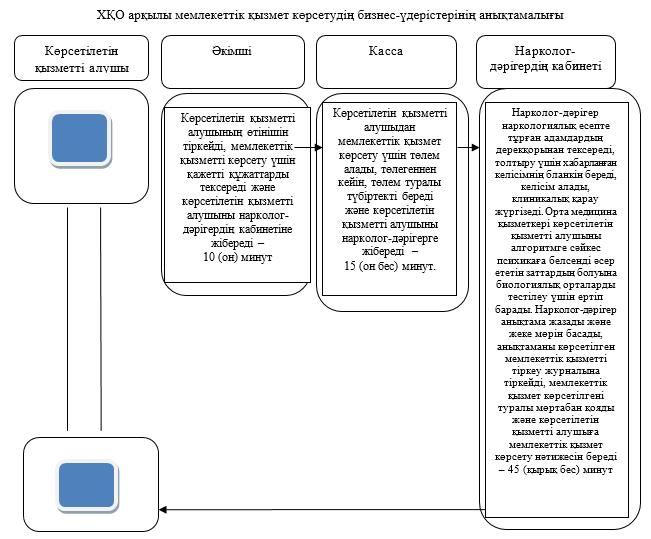 ХҚО арқылы мемлекеттік қызмет көрсетудің бизнес-үдерістерінің анықтамалығы
Көрсетілетін
қызметті алушы
Әкімші
Касса
Нарколог-
дәрігердің кабинеті
Көрсетілетін қызметті
алушының өтінішін
тіркейді, мемлекеттік
қызметті көрсету үшін
қажетті құжаттарды
тексереді және
көрсетілетін қызметті
алушыны нарколог-
дәрігердің кабинетіне
жібереді –
10 (он) минут
Көрсетілетін қызметті
алушыдан
мемлекеттік қызмет
көрсету үшін төлем
алады, төлегеннен
кейін, төлем туралы
түбіртекті береді
және көрсетілетін
қызметті алушыны
нарколог-дәрігерге
жібереді –
15 (он бес) минут.
Нарколог-дәрігер
наркологиялық есепте
тұрған адамдардың
дерекқорынан тексереді,
толтыру үшін хабарланған
келісімнің бланкін береді,
келісім алады,
клиникалық қарау
жүргізеді. Орта медицина
қызметкері көрсетілетін
қызметті алушыны
алгоритмге сәйкес
психикаға белсенді әсер
ететін заттардың болуына
биологиялық орталарды
тестілеу үшін ертіп
барады. Нарколог-дәрігер
анықтама жазады және
жеке мөрін басады,
анықтаманы көрсетілген
мемлекеттік қызметті
тіркеу журналына
тіркейді, мемлекеттік
қызмет көрсетілгені
туралы мөртабан қояды
және көрсетілетін
қызметті алушыға
мемлекеттік қызмет
көрсету нәтижесін береді
– 45 (қырық бес) минут